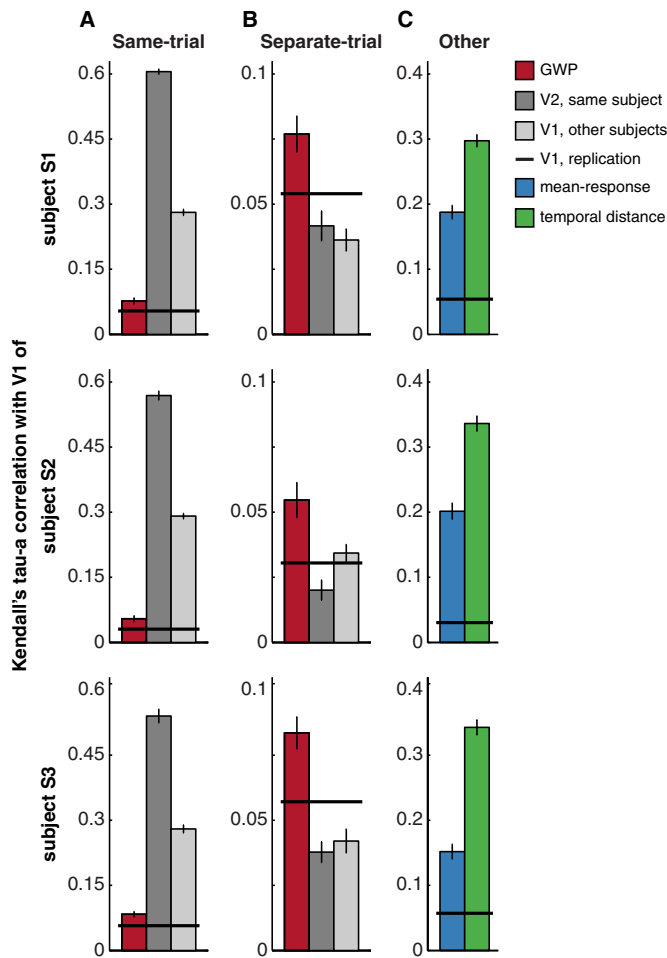 A
B
C
Same-trial
Separate-trial
Other
0.6
0.45
0.3
0.15
0
0.1
0.05
0
0.4
0.3
0.2
0.1
0
GWP
V2, same subject
V1, other subjects
V1, replication
mean-response
temporal distance
Kendall's tau-a correlation with V1 of
subject S1
subject S2
0.6
0.45
0.3
0.15
0
0.1
0.05
0
0.4
0.3
0.2
0.1
0
subject S3
0.6
0.45
0.3
0.15
0
0.1
0.05
0
0.4
0.3
0.2
0.1
0